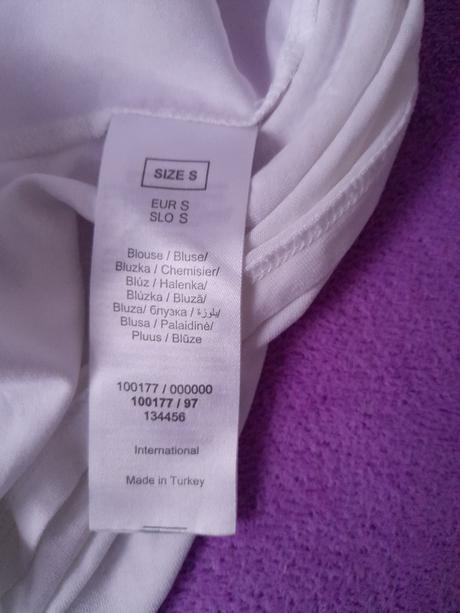 SIZE S
EUR S
SLO S
Blouse / Bluse/
Bluzka / Chemisier/
Blúz / Halenka/
Blúzka / Bluză/
Bluza/ блузка / بلوزة/
Blusa / Palaidinė/
Pluus / Blūze
100177 / 000000
100177 / 97
134456
International
Made in Turkey